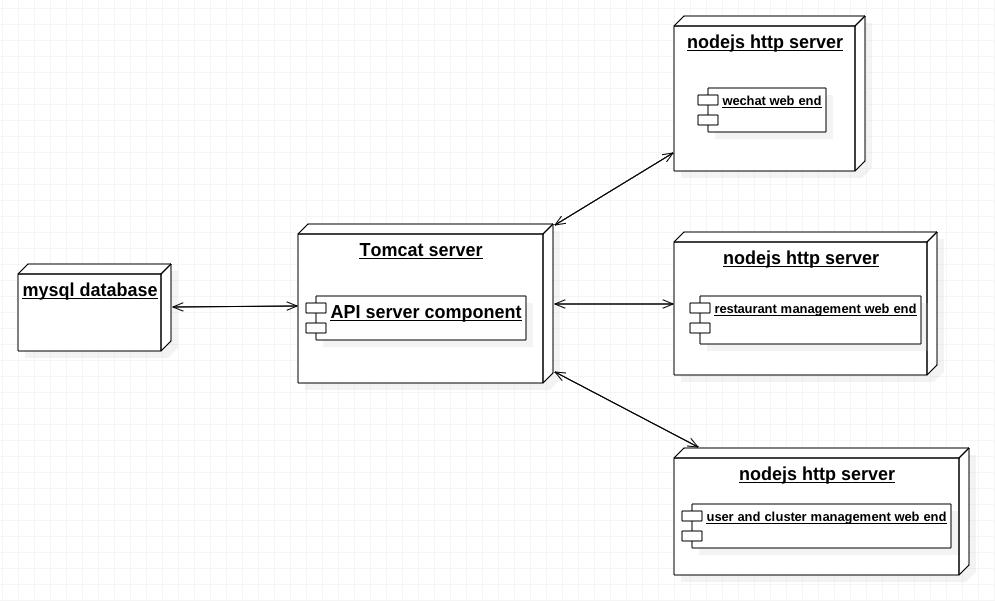 nodejs http server
wechat web end
Tomcat server
API server component
mysql database
nodejs http server
restaurant management web end
nodejs http server
user and cluster management web end